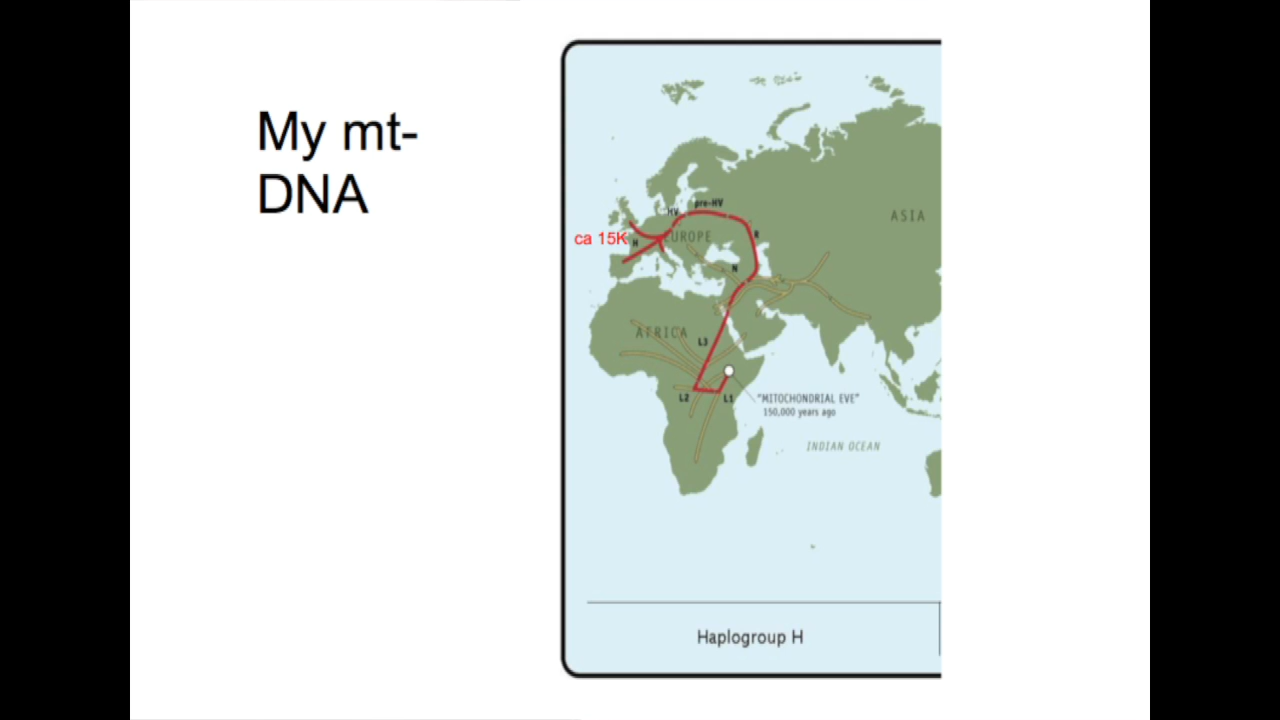 My mt-
DNA
ASIA
pre-HV
HV
R
EUROPE
ca 15K
H
N
AFRICA
L3
L2
L1
"MITOCHONDRIAL EVE"
150,000 years ago
INDIAN OCEAN
Haplogroup H